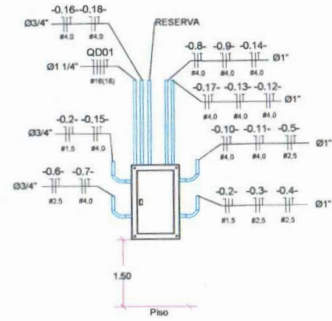 -0.16- -0.18-
Ø3/4"
#4,0 #4,0
RESERVA
QD01
Ø1 1/4"
#16(16)
-0.8- -0.9- -0.14-
Ø1"
#4,0 #4,0 #4,0
-0.17- -0.13- -0.12-
Ø1"
#4,0 #4,0 #4,0
-0.2- -0.15-
Ø3/4"
#1,5 #4,0
-0.10- -0.11- -0.5-
Ø1"
#4,0 #4,0 #2,5
-0.6- -0.7-
Ø3/4"
#2,5 #4,0
-0.2- -0.3- -0.4-
Ø1"
#1,5 #2,5 #2,5
1.50
Piso